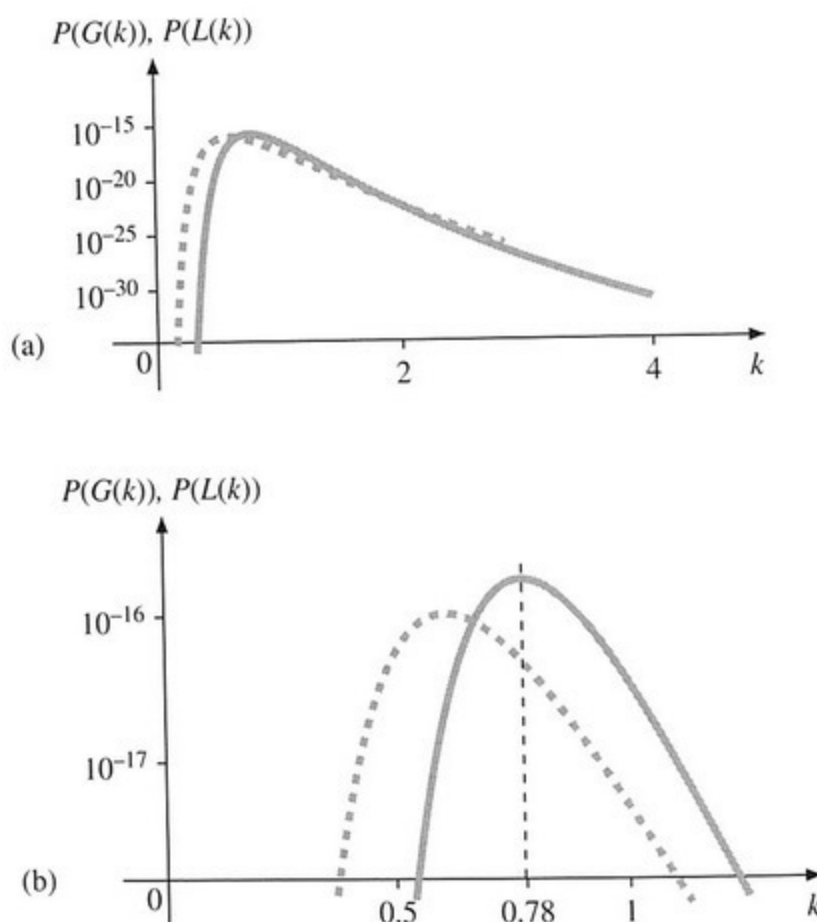 P(G(k)), P(L(k))
10⁻¹⁵
10⁻²⁰
10⁻²⁵
10⁻³⁰
(a)
0 2 4 k
P(G(k)), P(L(k))
10⁻¹⁶
10⁻¹⁷
(b)
0 0.5 0.78 1 k